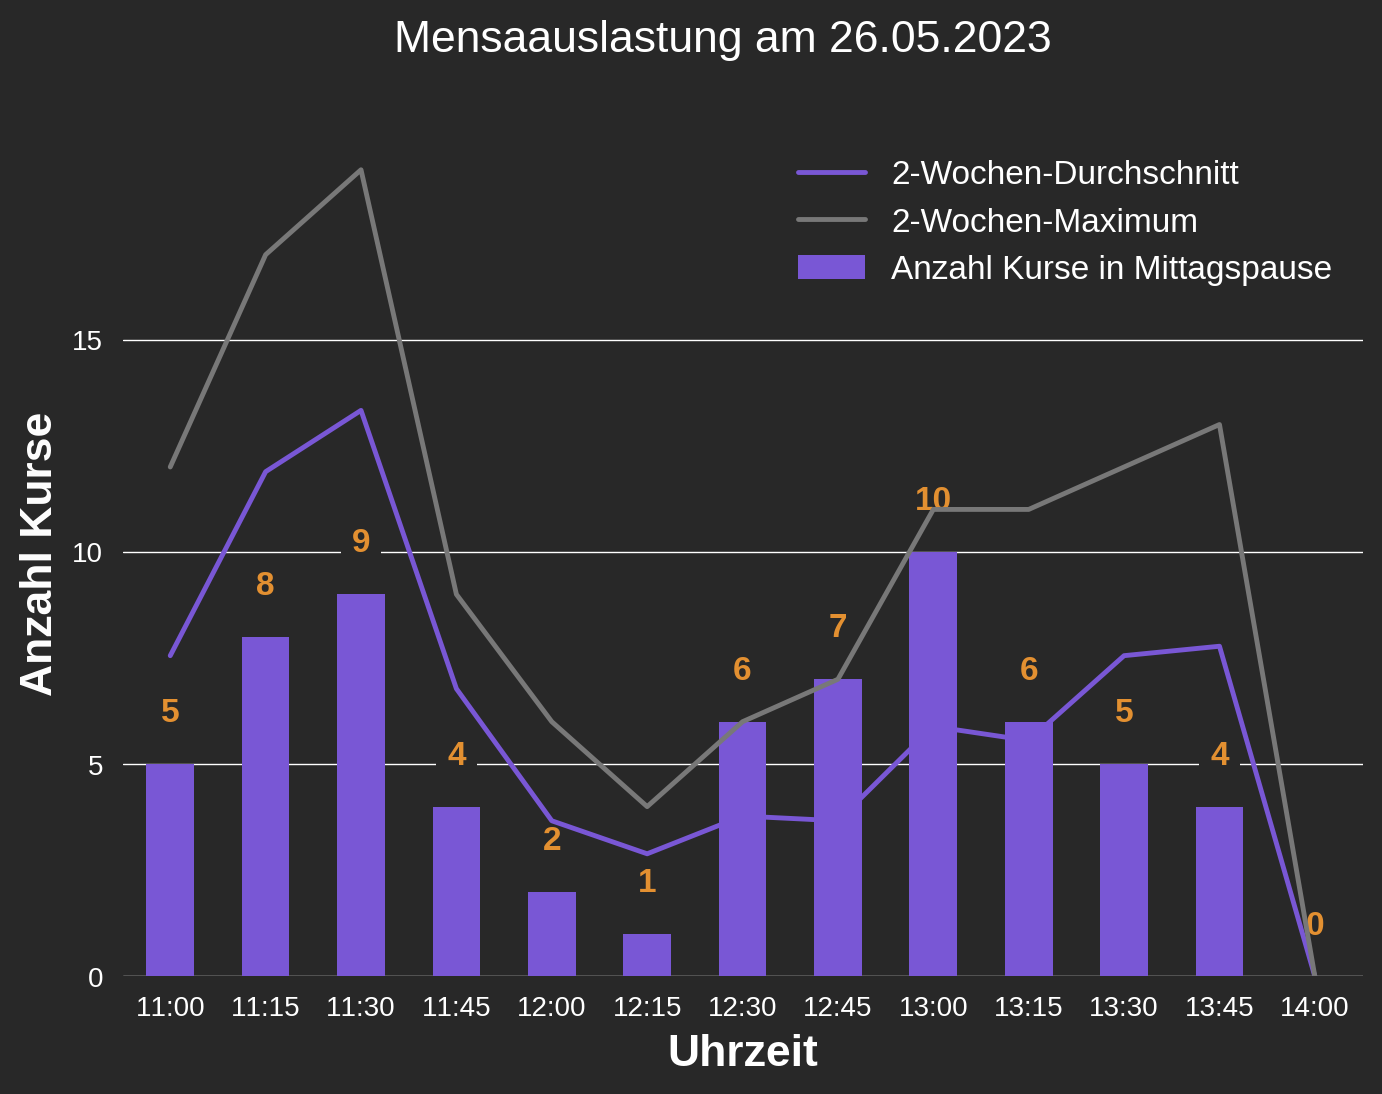 Mensaauslastung am 26.05.2023
2-Wochen-Durchschnitt
2-Wochen-Maximum
Anzahl Kurse in Mittagspause
Anzahl Kurse
15
10
5
0
5
8
9
4
2
1
6
7
10
6
5
4
0
11:00 11:15 11:30 11:45 12:00 12:15 12:30 12:45 13:00 13:15 13:30 13:45 14:00
Uhrzeit